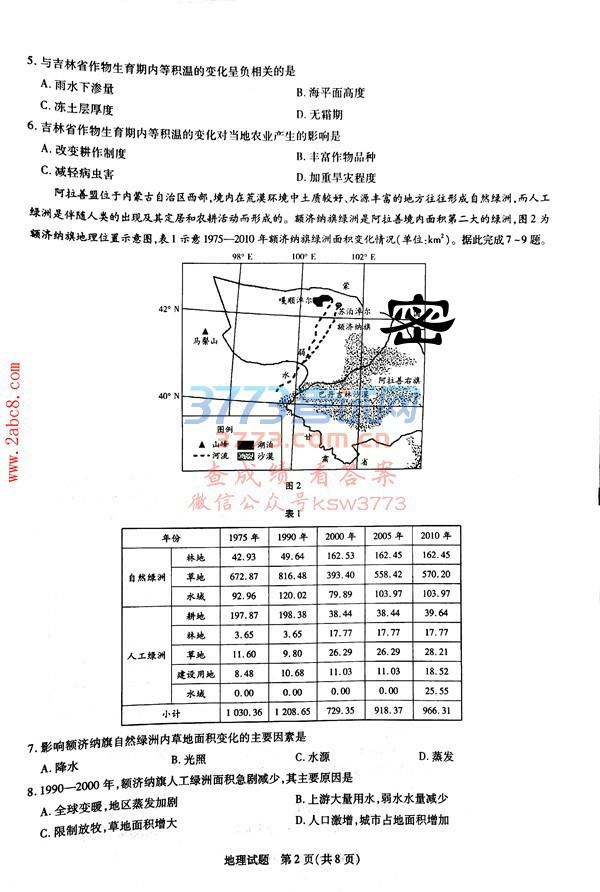 5. 与吉林省作物生育期内等积温的变化呈负相关的是
A. 雨水下渗量
B. 海平面高度
C. 冻土层厚度
D. 无霜期
6. 吉林省作物生育期内等积温的变化对当地农业产生的影响是
A. 改变耕作制度
B. 丰富作物品种
C. 减轻病虫害
D. 加重旱灾程度
阿拉善盟位于内蒙古自治区西部,境内在荒漠环境中土质较好、水源丰富的地方往往形成自然绿洲,而人工
绿洲是伴随人类的出现及其定居和农耕活动而形成的。额济纳旗绿洲是阿拉善境内面积第二大的绿洲,图2为
额济纳旗地理位置示意图,表1示意1975—2010年额济纳旗绿洲面积变化情况(单位:km²)。据此完成7~9题。
98° E 100° E 102° E
蒙
嘎顺淖尔
苏泊淖尔
42° N
额济纳旗
密
马鬃山
弱
水
阿拉善右旗
40° N
巴丹吉林
3773考试网
3773.com.cn
图例
山峰 湖泊
河流 沙漠
甘
肃
省
查成绩 看答案
微信公众号ksw3773
www.2abc8.com
图2
表1
年份 1975年 1990年 2000年 2005年 2010年
自然绿洲 林地 42.93 49.64 162.53 162.45 162.45
草地 672.87 816.48 393.40 558.42 570.20
水域 92.96 120.02 79.89 103.97 103.97
人工绿洲 耕地 197.87 198.38 38.44 38.44 39.64
林地 3.65 3.65 17.77 17.77 17.77
草地 11.60 9.80 26.29 26.29 28.21
建设用地 8.48 10.68 11.03 11.03 18.52
水域 0.00 0.00 0.00 0.00 25.55
小计 1 030.36 1 208.65 729.35 918.37 966.31
7. 影响额济纳旗自然绿洲内草地面积变化的主要因素是
A. 降水 B. 光照 C. 水源 D. 蒸发
8. 1990—2000年,额济纳旗人工绿洲面积急剧减少,其主要原因是
A. 全球变暖,地区蒸发加剧
B. 上游大量用水,弱水水量减少
C. 限制放牧,草地面积增大
D. 人口激增,城市占地面积增加
地理试题 第2页(共8页)